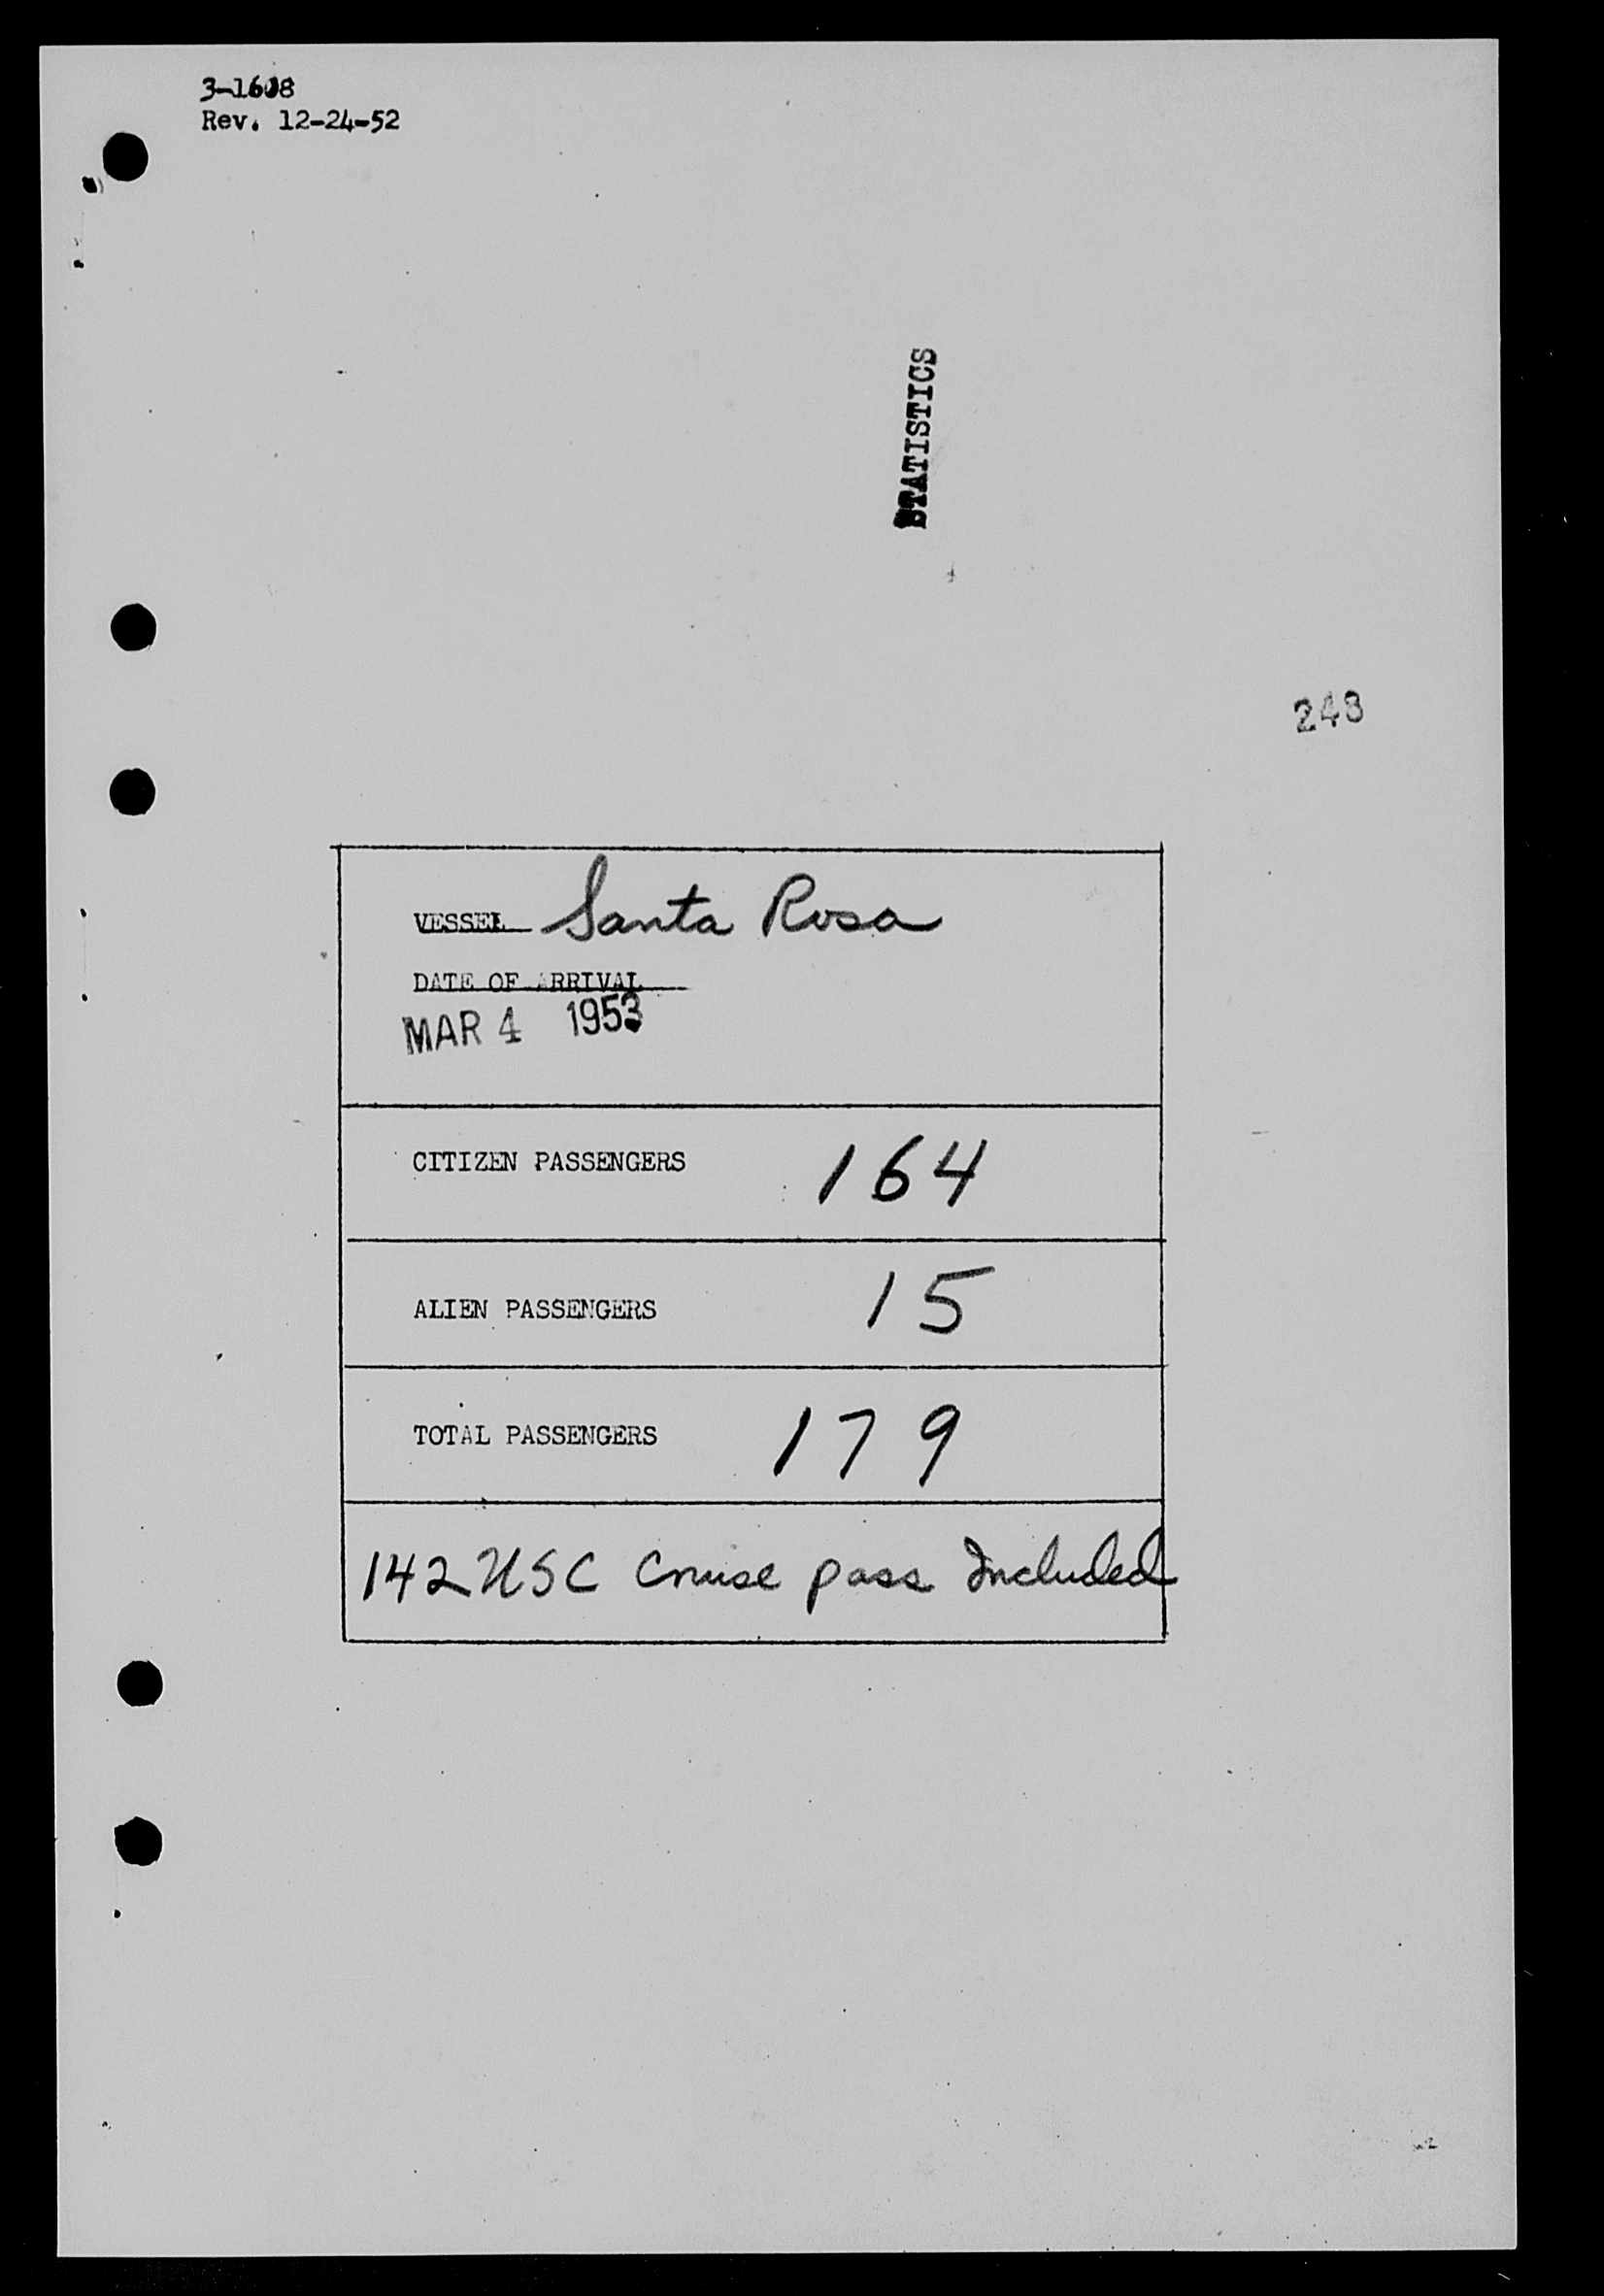 3-1608
Rev. 12-24-52
STATISTICS
248
VESSEL Santa Rosa
DATE OF ARRIVAL
MAR 4 1953
CITIZEN PASSENGERS 164
ALIEN PASSENGERS 15
TOTAL PASSENGERS 179
142 USC Cruise pass Included